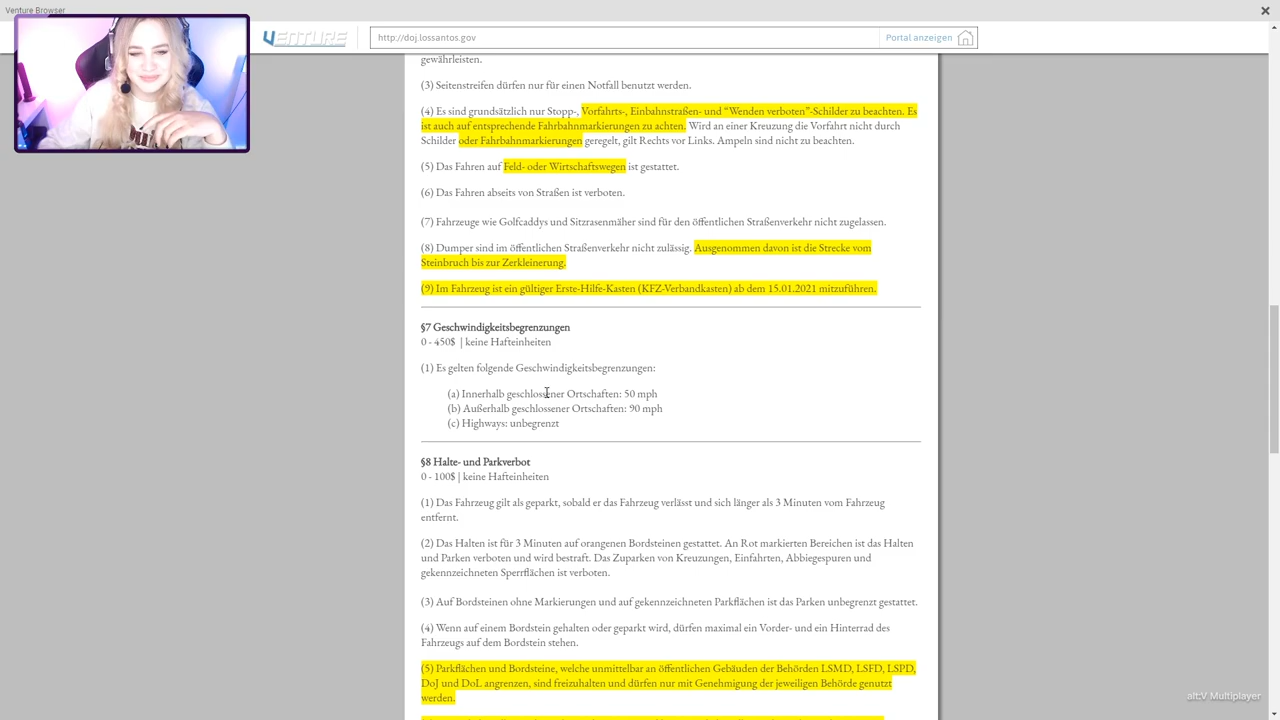 Venture Browser
VENTURE
http://doj.lossantos.gov
Portal anzeigen
gewährleisten.
(3) Seitenstreifen dürfen nur für einen Notfall benutzt werden.
(4) Es sind grundsätzlich nur Stopp-, Vorfahrts-, Einbahnstraßen- und “Wenden verboten”-Schilder zu beachten. Es
ist auch auf entsprechende Fahrbahnmarkierungen zu achten. Wird an einer Kreuzung die Vorfahrt nicht durch
Schilder oder Fahrbahnmarkierungen geregelt, gilt Rechts vor Links. Ampeln sind nicht zu beachten.
(5) Das Fahren auf Feld- oder Wirtschaftswegen ist gestattet.
(6) Das Fahren abseits von Straßen ist verboten.
(7) Fahrzeuge wie Golfcaddys und Sitzrasenmäher sind für den öffentlichen Straßenverkehr nicht zugelassen.
(8) Dumper sind im öffentlichen Straßenverkehr nicht zulässig. Ausgenommen davon ist die Strecke vom
Steinbruch bis zur Zerkleinerung.
(9) Im Fahrzeug ist ein gültiger Erste-Hilfe-Kasten (KFZ-Verbandkasten) ab dem 15.01.2021 mitzuführen.
§7 Geschwindigkeitsbegrenzungen
0 - 450$ | keine Hafteinheiten
(1) Es gelten folgende Geschwindigkeitsbegrenzungen:
(a) Innerhalb geschlossener Ortschaften: 50 mph
(b) Außerhalb geschlossener Ortschaften: 90 mph
(c) Highways: unbegrenzt
§8 Halte- und Parkverbot
0 - 100$ | keine Hafteinheiten
(1) Das Fahrzeug gilt als geparkt, sobald er das Fahrzeug verlässt und sich länger als 3 Minuten vom Fahrzeug
entfernt.
(2) Das Halten ist für 3 Minuten auf orangenen Bordsteinen gestattet. An Rot markierten Bereichen ist das Halten
und Parken verboten und wird bestraft. Das Zuparken von Kreuzungen, Einfahrten, Abbiegespuren und
gekennzeichneten Sperrflächen ist verboten.
(3) Auf Bordsteinen ohne Markierungen und auf gekennzeichneten Parkflächen ist das Parken unbegrenzt gestattet.
(4) Wenn auf einem Bordstein gehalten oder geparkt wird, dürfen maximal ein Vorder- und ein Hinterrad des
Fahrzeugs auf dem Bordstein stehen.
(5) Parkflächen und Bordsteine, welche unmittelbar an öffentlichen Gebäuden der Behörden LSMD, LSFD, LSPD,
DoJ und DoL angrenzen, sind freizuhalten und dürfen nur mit Genehmigung der jeweiligen Behörde genutzt
werden.
alt:V Multiplayer